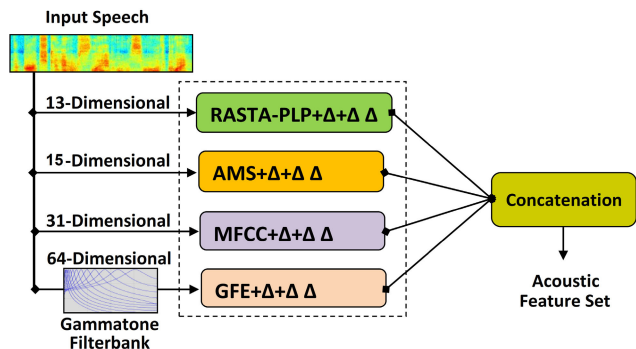 Input Speech
13-Dimensional
RASTA-PLP+Δ+Δ Δ
15-Dimensional
AMS+Δ+Δ Δ
Concatenation
31-Dimensional
MFCC+Δ+Δ Δ
64-Dimensional
GFE+Δ+Δ Δ
Gammatone
Filterbank
Acoustic
Feature Set